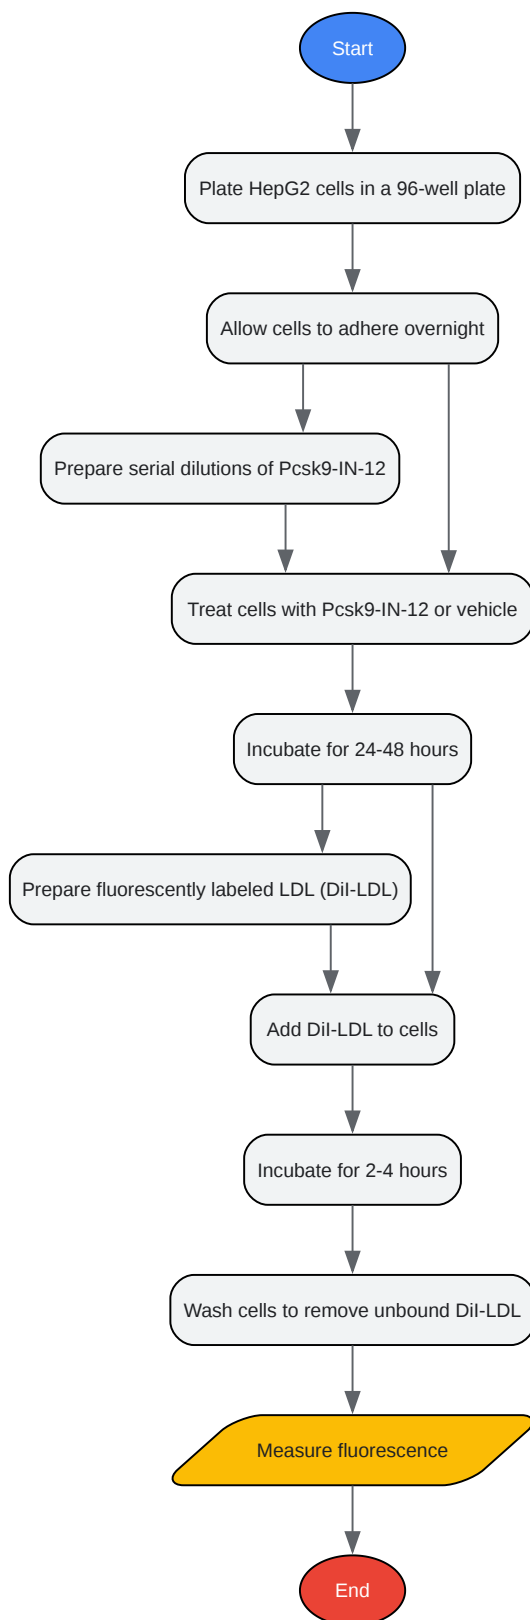 Start
Plate HepG2 cells in a 96-well plate
Allow cells to adhere overnight
Prepare serial dilutions of Pcsk9-IN-12
Treat cells with Pcsk9-IN-12 or vehicle
Incubate for 24-48 hours
Prepare fluorescently labeled LDL (DiI-LDL)
Add DiI-LDL to cells
Incubate for 2-4 hours
Wash cells to remove unbound DiI-LDL
Measure fluorescence
End